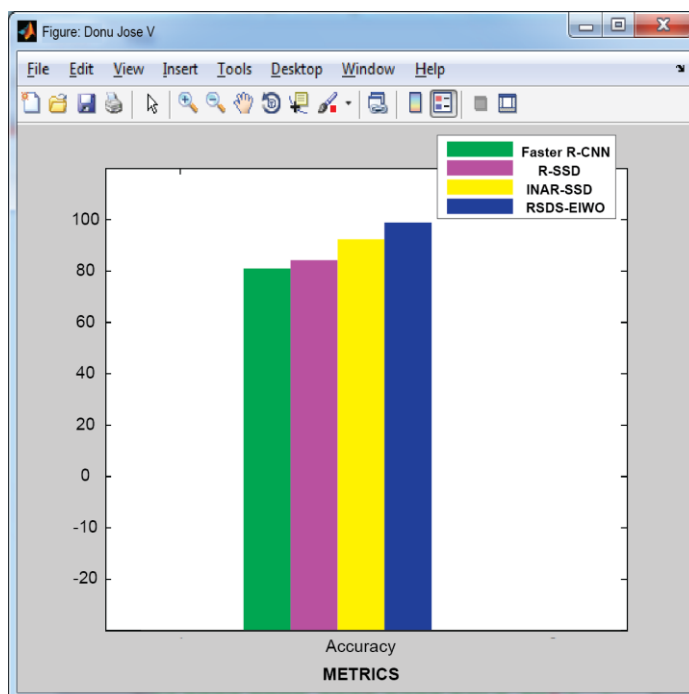 Figure: Donu Jose V
File Edit View Insert Tools Desktop Window Help
Faster R-CNN
R-SSD
INAR-SSD
RSDS-EIWO
100
80
60
40
20
0
-10
-20
Accuracy
METRICS